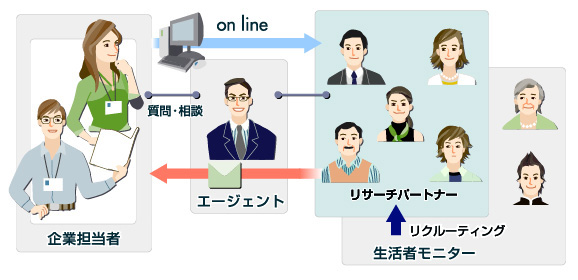 on line
質問・相談
エージェント
企業担当者
リサーチパートナー
リクルーティング
生活者モニター